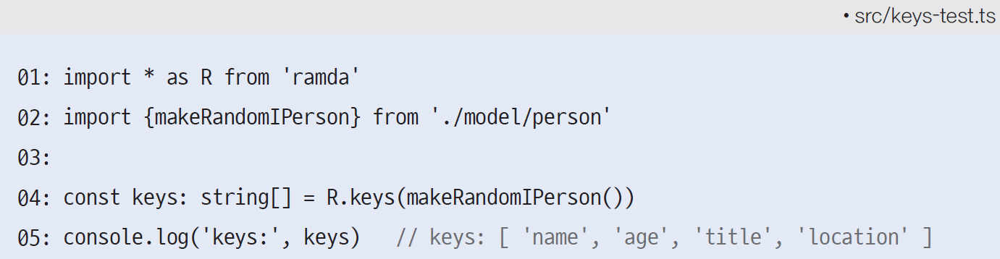 • src/keys-test.ts
01: import * as R from 'ramda'
02: import {makeRandomIPerson} from './model/person'
03:
04: const keys: string[] = R.keys(makeRandomIPerson())
05: console.log('keys:', keys)   // keys: [ 'name', 'age', 'title', 'location' ]